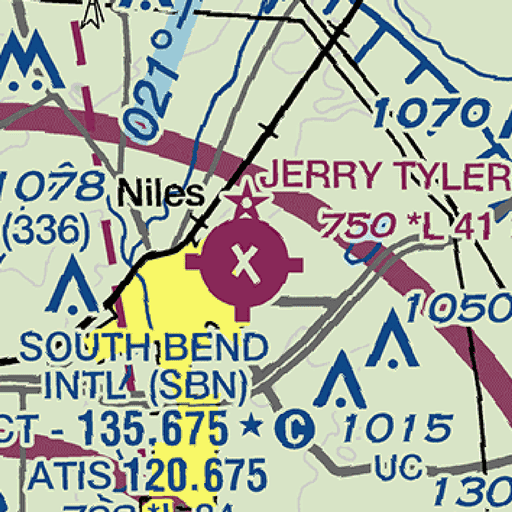 021°
1070
1078
(336)
Niles
JERRY TYLER
750 *L 41
1050
SOUTH BEND
INTL (SBN)
CT - 135.675 ★ C
1015
UC
ATIS 120.675
130